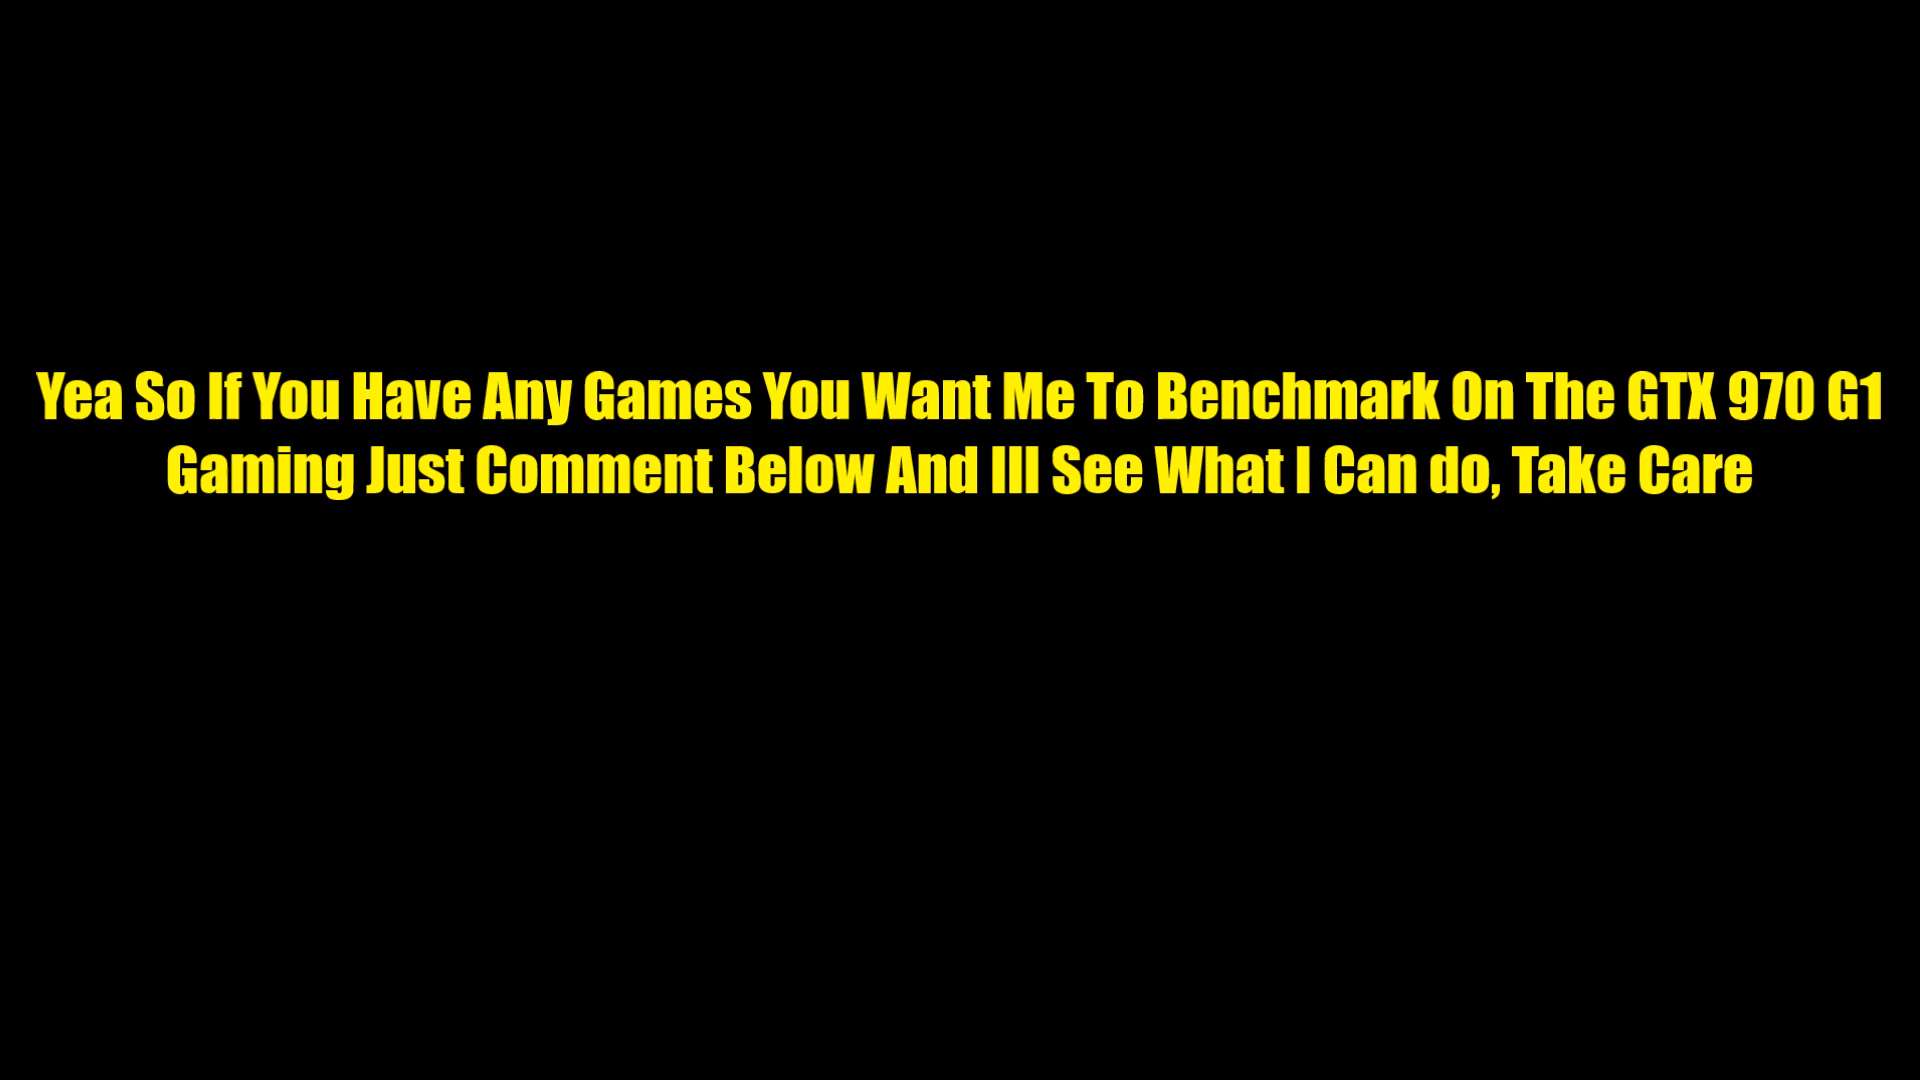 Yea So If You Have Any Games You Want Me To Benchmark On The GTX 970 G1
Gaming Just Comment Below And Ill See What I Can do, Take Care